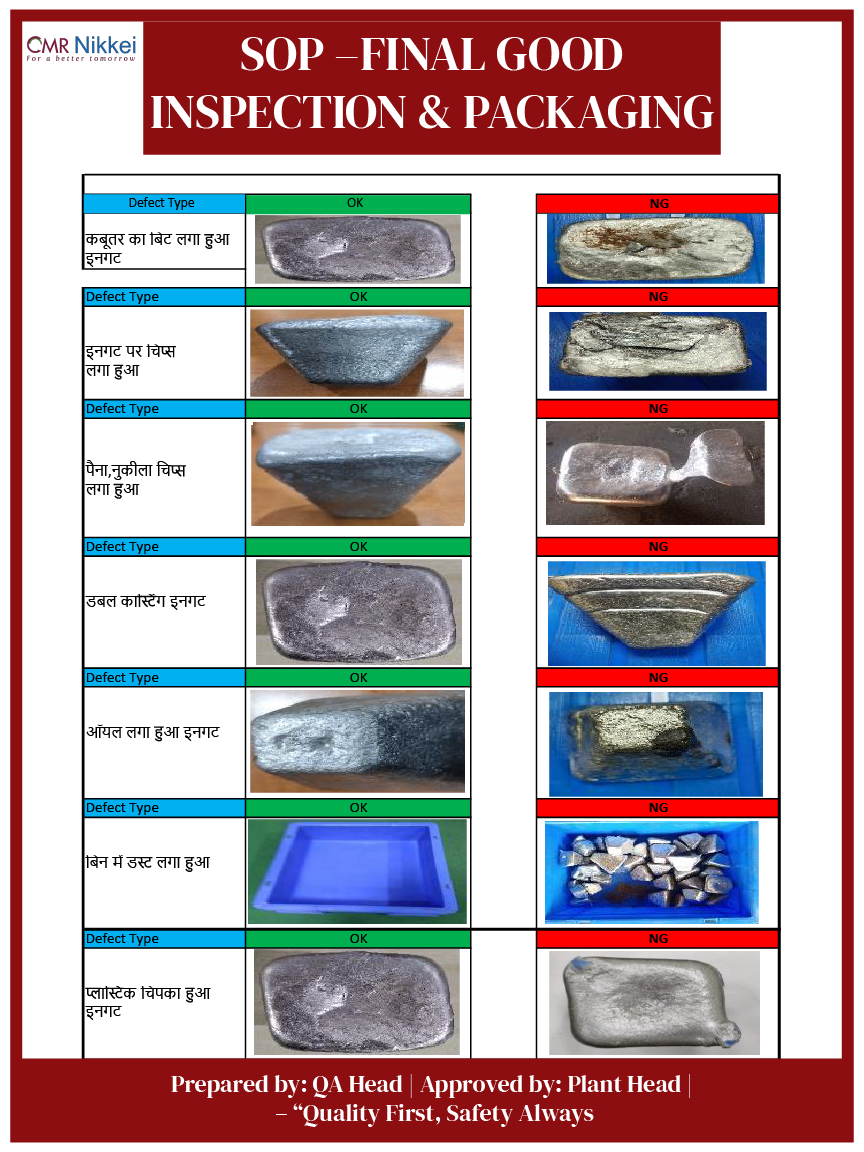 CMR Nikkei
For a better tomorrow
SOP –FINAL GOOD
INSPECTION & PACKAGING
Defect Type OK NG
कबूतर का बिट लगा हुआ
इनगट
Defect Type OK NG
इनगट पर चिप्स
लगा हुआ
Defect Type OK NG
पैना,नुकीला चिप्स
लगा हुआ
Defect Type OK NG
डबल कास्टिंग इनगट
Defect Type OK NG
ऑयल लगा हुआ इनगट
Defect Type OK NG
बिन में डस्ट लगा हुआ
Defect Type OK NG
प्लास्टिक चिपका हुआ
इनगट
Prepared by: QA Head | Approved by: Plant Head |
– “Quality First, Safety Always